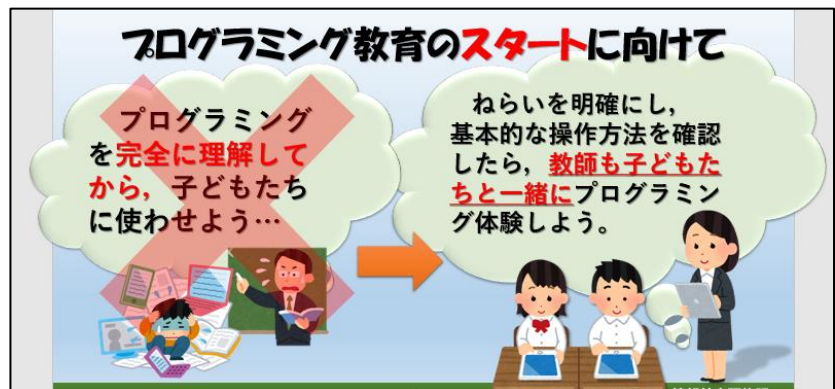 プログラミング教育のスタートに向けて
プログラミング
を完全に理解して
から，子どもたち
に使わせよう…
ねらいを明確にし，
基本的な操作方法を確認
したら，教師も子どもた
ちと一緒にプログラミン
グ体験しよう。